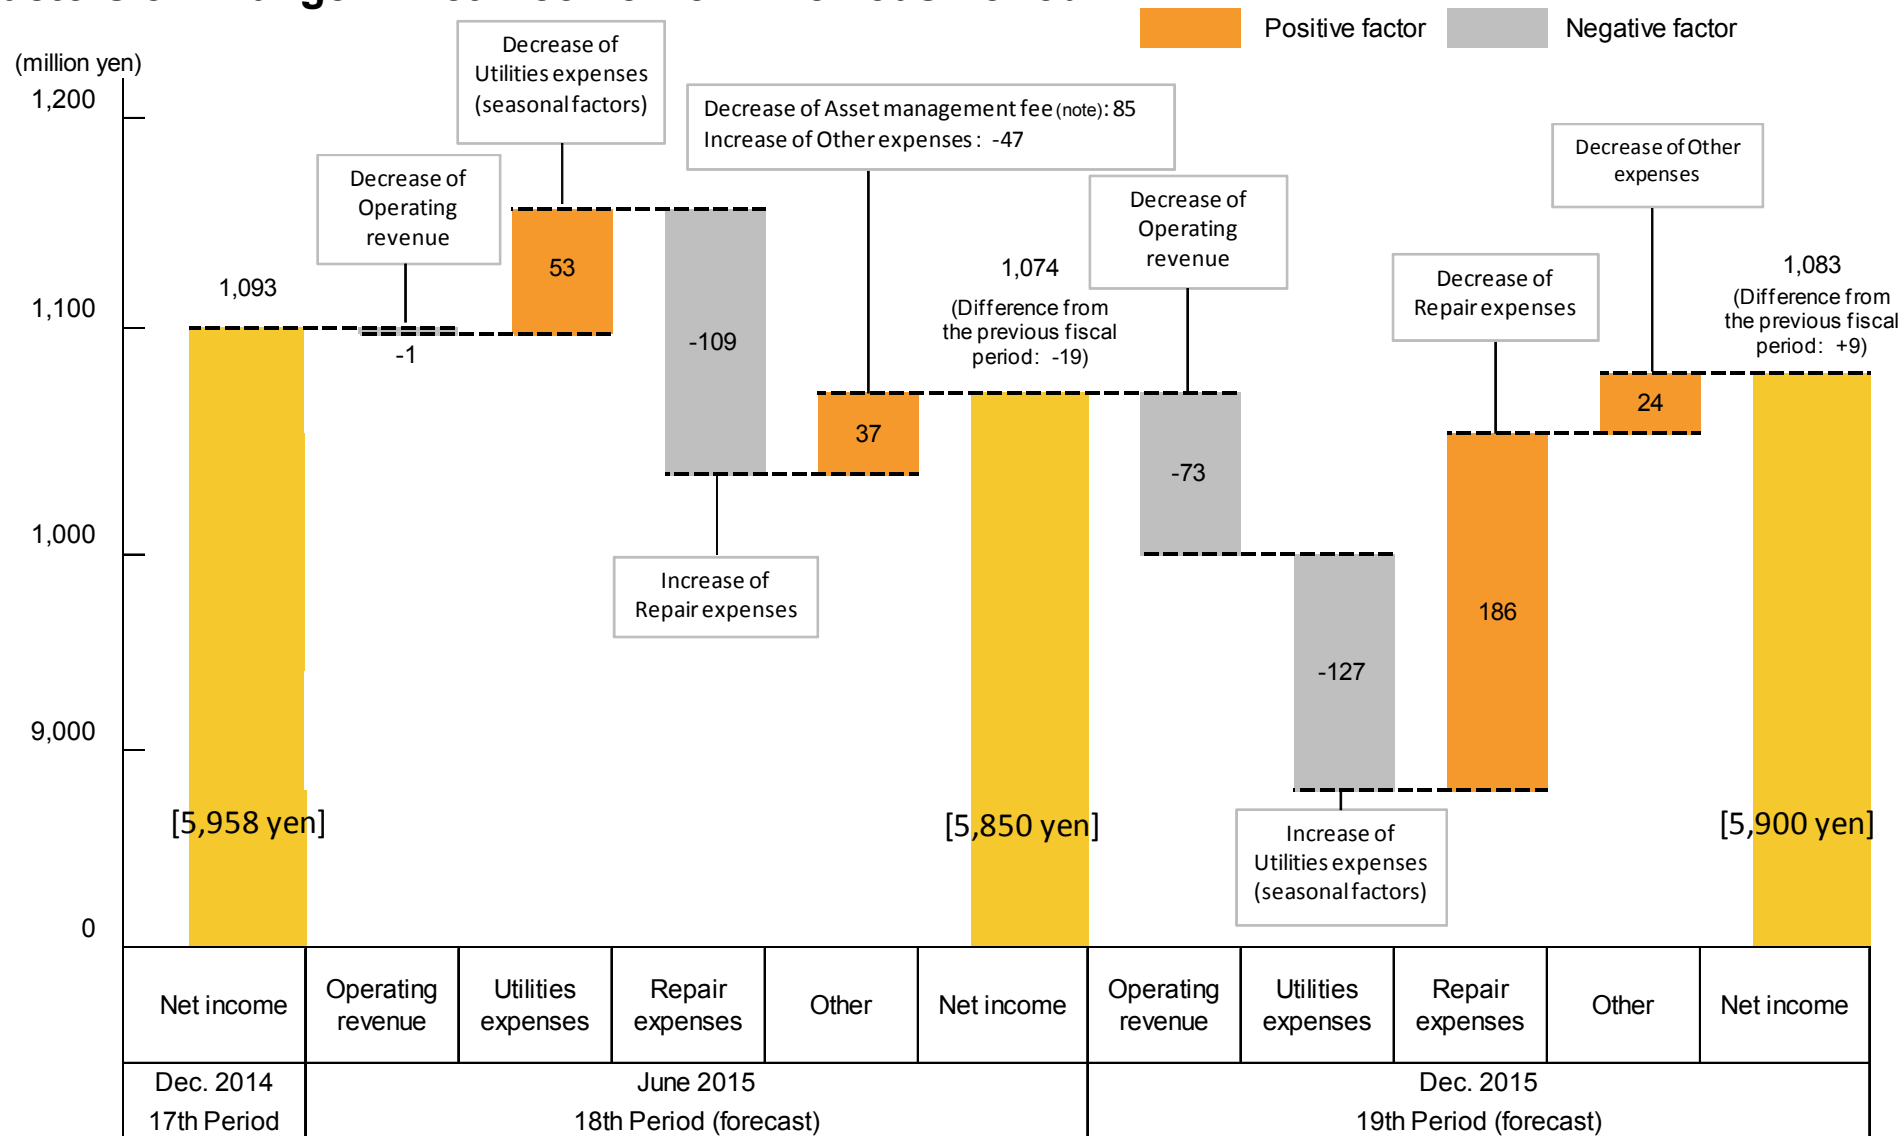 Positive factor
Negative factor
(million yen)
1,200
1,100
1,000
9,000
0
Decrease of
Utilities expenses
(seasonal factors)
Decrease of
Operating
revenue
Decrease of Asset management fee (note): 85
Increase of Other expenses : -47
Decrease of
Operating
revenue
Decrease of Other
expenses
Decrease of
Repair expenses
Increase of
Repair expenses
Increase of
Utilities expenses
(seasonal factors)
1,093
-1
53
-109
37
1,074
(Difference from
the previous fiscal
period: -19)
-73
-127
186
24
1,083
(Difference from
the previous fiscal
period: +9)
[5,958 yen]
[5,850 yen]
[5,900 yen]
Net income
Operating
revenue
Utilities
expenses
Repair
expenses
Other
Net income
Operating
revenue
Utilities
expenses
Repair
expenses
Other
Net income
Dec. 2014
17th Period
June 2015
18th Period (forecast)
Dec. 2015
19th Period (forecast)